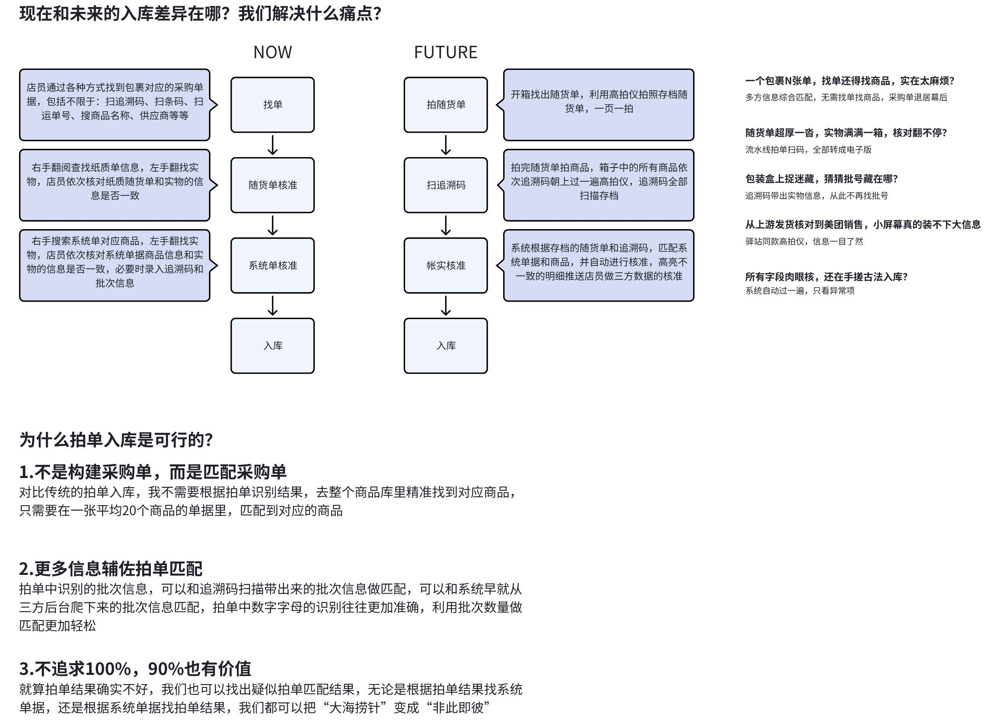 现在和未来的入库差异在哪？我们解决什么痛点？
NOW
FUTURE
店员通过各种方式找到包裹对应的采购单
据，包括不限于：扫追溯码、扫条码、扫
运单号、搜商品名称、供应商等等
找单
拍随货单
开箱找出随货单，利用高拍仪拍照存档随
货单，一页一拍
右手翻阅查找纸质单信息，左手翻找实
物，店员依次核对纸质随货单和实物的信
息是否一致
随货单核准
扫追溯码
拍完随货单拍商品，箱子中的所有商品依
次追溯码朝上过一遍高拍仪，追溯码全部
扫描存档
右手搜索系统单对应商品，左手翻找实
物，店员依次核对系统单据商品信息和实
物的信息是否一致，必要时录入追溯码和
批次信息
系统单核准
帐实核准
系统根据存档的随货单和追溯码，匹配系
统单据和商品，并自动进行核准，高亮不
一致的明细推送店员做三方数据的核准
入库
入库
一个包裹N张单，找单还得找商品，实在太麻烦？
多方信息综合匹配，无需找单找商品，采购单退居幕后
随货单超厚一沓，实物满满一箱，核对翻不停？
流水线拍单扫码，全部转成电子版
包装盒上捉迷藏，猜猜批号藏在哪？
追溯码带出实物信息，从此不再找批号
从上游发货核对到美团销售，小屏幕真的装不下大信息
驿站同款高拍仪，信息一目了然
所有字段肉眼核，还在手搓古法入库？
系统自动过一遍，只看异常项
为什么拍单入库是可行的？
1.不是构建采购单，而是匹配采购单
对比传统的拍单入库，我不需要根据拍单识别结果，去整个商品库里精准找到对应商品，
只需要在一张平均20个商品的单据里，匹配到对应的商品
2.更多信息辅佐拍单匹配
拍单中识别的批次信息，可以和追溯码扫描带出来的批次信息做匹配，可以和系统早就从
三方后台爬下来的批次信息匹配，拍单中数字字母的识别往往更加准确，利用批次数量做
匹配更加轻松
3.不追求100%，90%也有价值
就算拍单结果确实不好，我们也可以找出疑似拍单匹配结果，无论是根据拍单结果找系统
单据，还是根据系统单据找拍单结果，我们都可以把“大海捞针”变成“非此即彼”